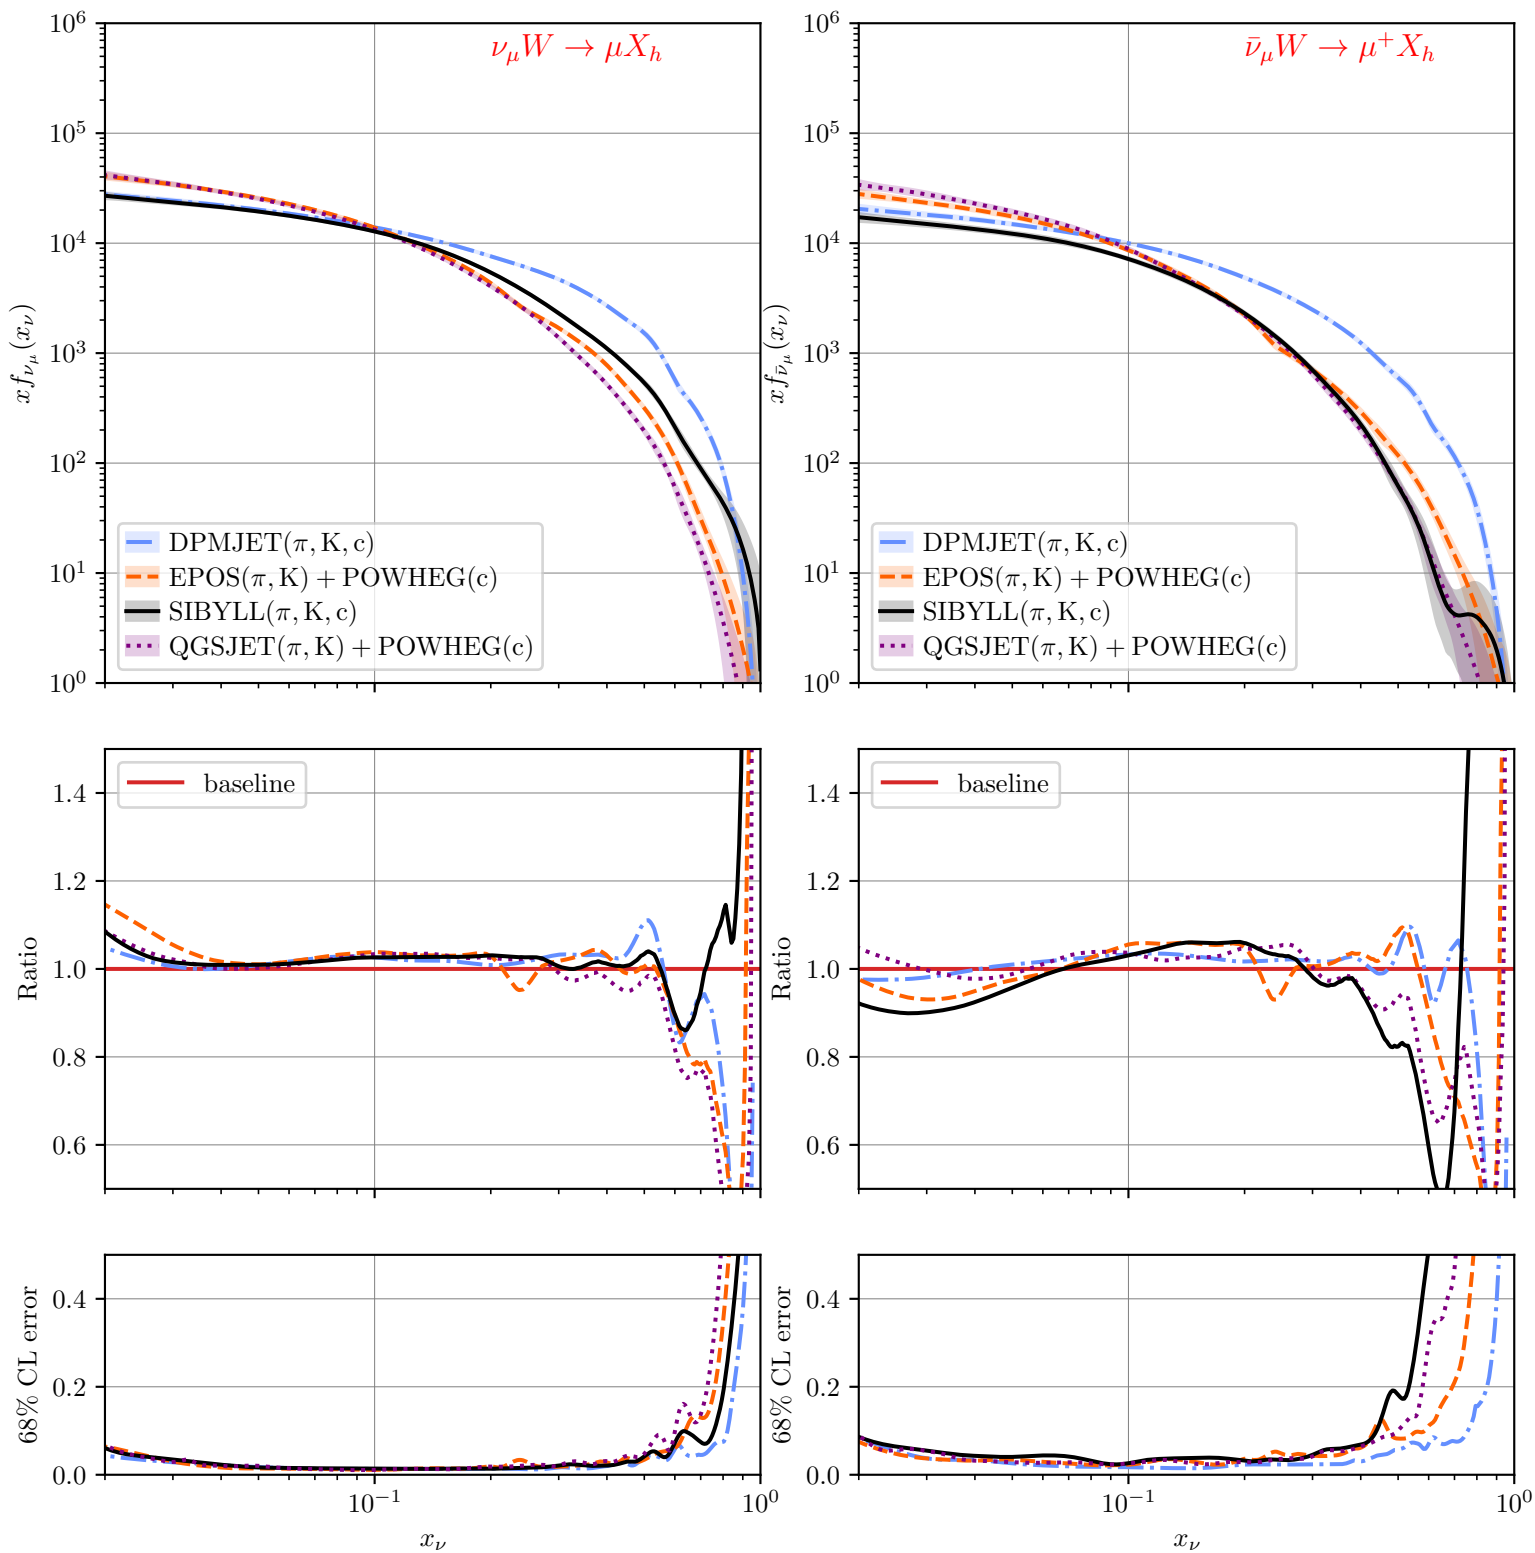 ν_μ W → μX_h
10^6
10^5
10^4
10^3
10^2
10^1
10^0
x f_{ν_μ}(x_ν)
DPMJET(π, K, c)
EPOS(π, K) + POWHEG(c)
SIBYLL(π, K, c)
QGSJET(π, K) + POWHEG(c)
ν̄_μ W → μ^+ X_h
10^6
10^5
10^4
10^3
10^2
10^1
10^0
x f_{ν̄_μ}(x_ν)
DPMJET(π, K, c)
EPOS(π, K) + POWHEG(c)
SIBYLL(π, K, c)
QGSJET(π, K) + POWHEG(c)
baseline
1.4
1.2
1.0
0.8
0.6
Ratio
baseline
1.4
1.2
1.0
0.8
0.6
Ratio
0.4
0.2
0.0
68% CL error
10^{-1}
10^0
x_ν
0.4
0.2
0.0
68% CL error
10^{-1}
10^0
x_ν